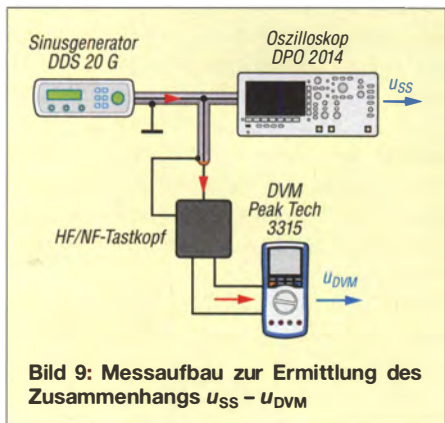 Sinusgenerator
DDS 20 G
Oszilloskop
DPO 2014
uSS
HF/NF-Tastkopf
DVM
Peak Tech
3315
uDVM
Bild 9: Messaufbau zur Ermittlung des
Zusammenhangs uSS – uDVM